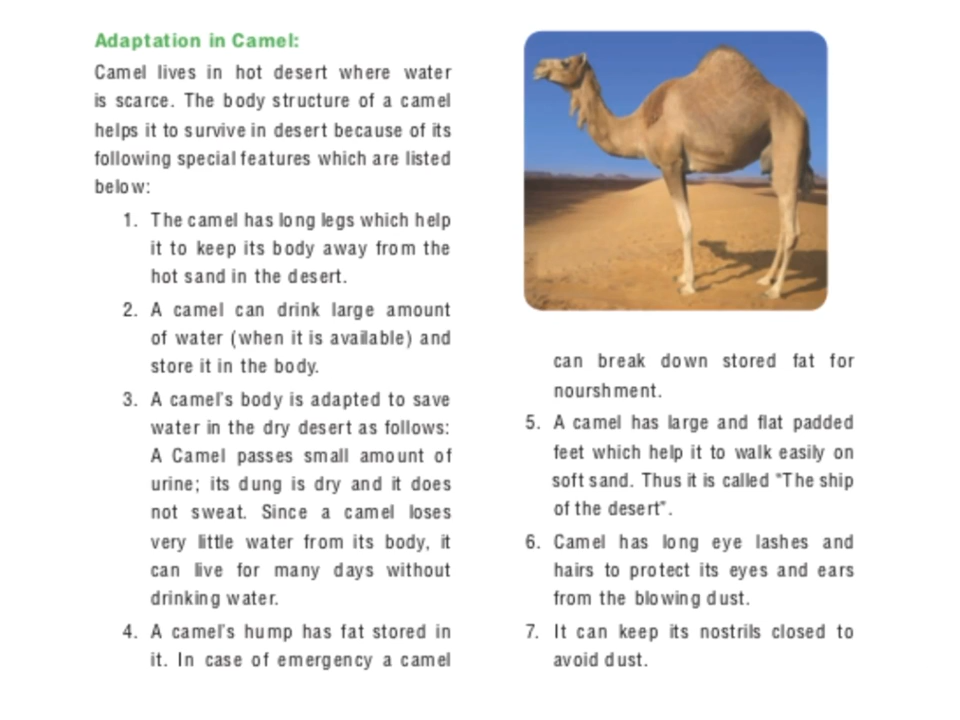 Adaptation in Camel:
Camel lives in hot desert where water
is scarce. The body structure of a camel
helps it to survive in desert because of its
following special features which are listed
below:
1. The camel has long legs which help
it to keep its body away from the
hot sand in the desert.
2. A camel can drink large amount
of water (when it is available) and
store it in the body.
3. A camel's body is adapted to save
water in the dry desert as follows:
A Camel passes small amount of
urine; its dung is dry and it does
not sweat. Since a camel loses
very little water from its body, it
can live for many days without
drinking water.
4. A camel's hump has fat stored in
it. In case of emergency a camel
can break down stored fat for
nourshment.
5. A camel has large and flat padded
feet which help it to walk easily on
soft sand. Thus it is called "The ship
of the desert".
6. Camel has long eye lashes and
hairs to protect its eyes and ears
from the blowing dust.
7. It can keep its nostrils closed to
avoid dust.